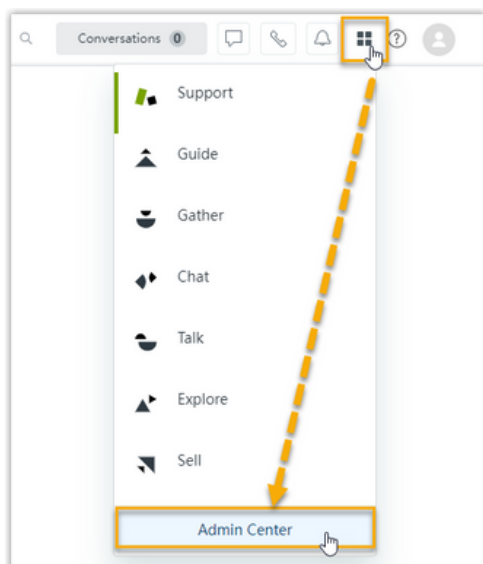 Conversations 0
?
Support
Guide
Gather
Chat
Talk
Explore
Sell
Admin Center